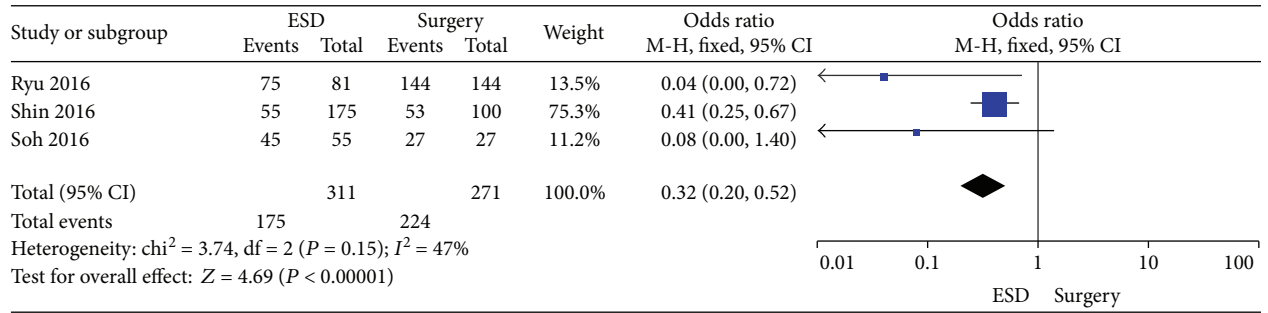 Study or subgroup ESD Surgery Weight Odds ratio Odds ratio
Events Total Events Total M-H, fixed, 95% CI M-H, fixed, 95% CI
Ryu 2016 75 81 144 144 13.5% 0.04 (0.00, 0.72)
Shin 2016 55 175 53 100 75.3% 0.41 (0.25, 0.67)
Soh 2016 45 55 27 27 11.2% 0.08 (0.00, 1.40)
Total (95% CI) 311 271 100.0% 0.32 (0.20, 0.52)
Total events 175 224
Heterogeneity: chi² = 3.74, df = 2 (P = 0.15); I² = 47%
Test for overall effect: Z = 4.69 (P < 0.00001)
0.01 0.1 1 10 100
ESD Surgery